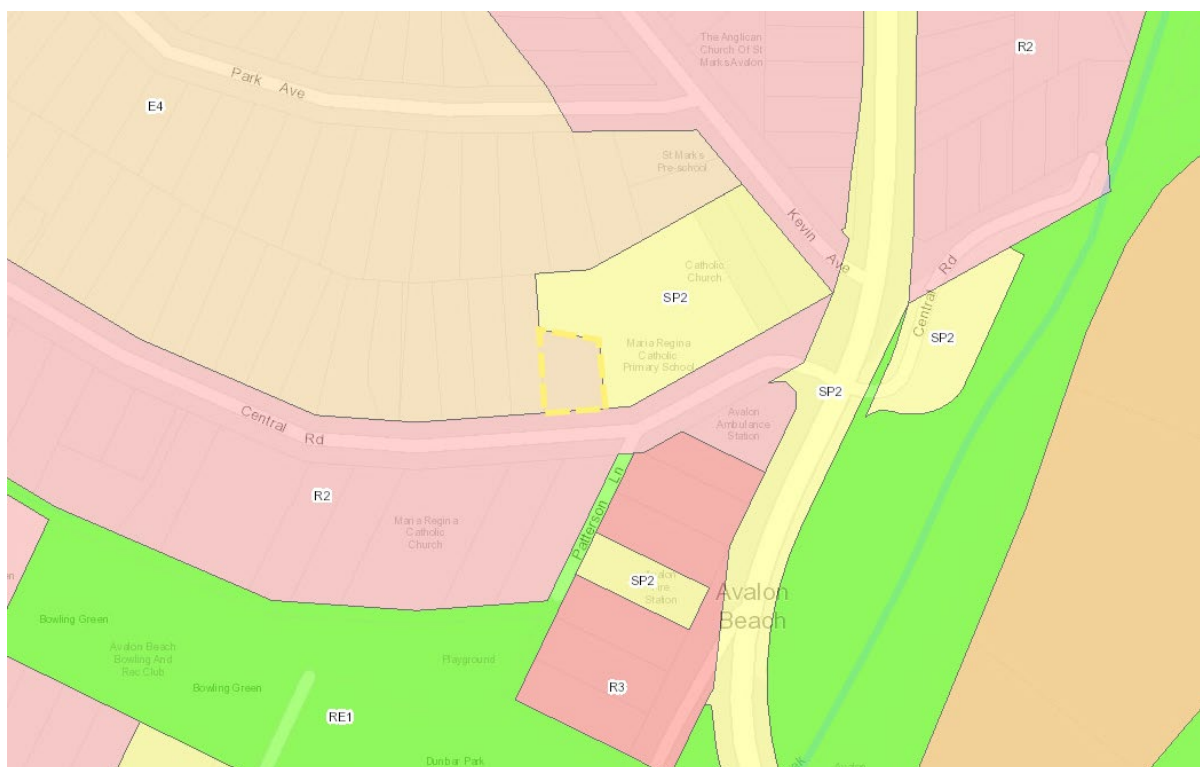 The Anglican
Church Of St
Marks Avalon
R2
Park Ave
E4
St Marks
Pre-school
Kevin Ave
Catholic
Church
SP2
Central Rd
SP2
Maria Regina
Catholic
Primary School
SP2
Central Rd
Avalon
Ambulance
Station
R2
Maria Regina
Catholic
Church
Patterson Ln
SP2
Avalon
Fire
Station
Avalon
Beach
Bowling Green
Avalon Beach
Bowling And
Rec Club
Playground
Bowling Green
R3
RE1
Dunbar Park
Avalon